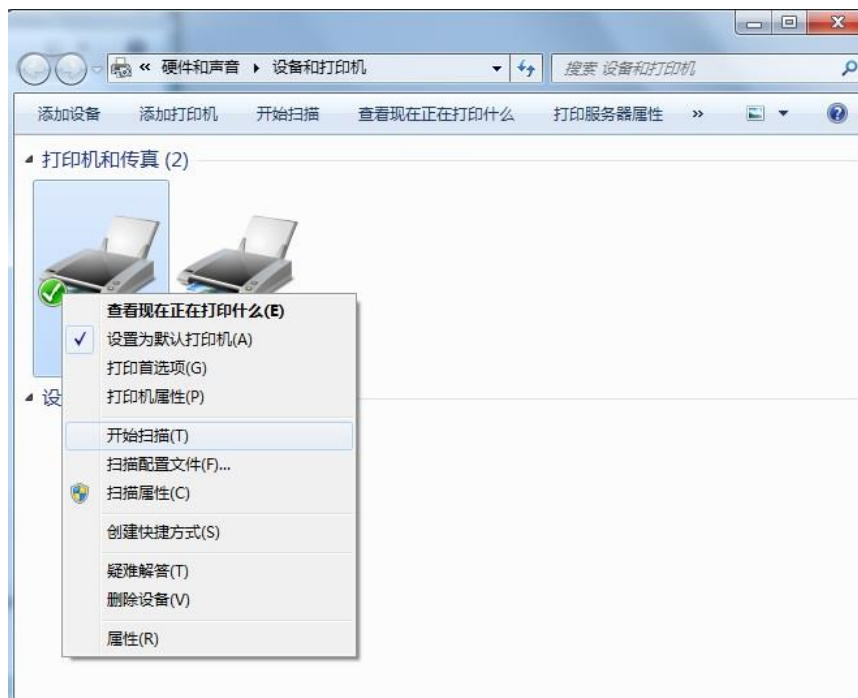 « 硬件和声音 ▸ 设备和打印机 搜索 设备和打印机
添加设备 添加打印机 开始扫描 查看现在正在打印什么 打印服务器属性 »
打印机和传真 (2)
查看现在正在打印什么(E)
设置为默认打印机(A)
打印首选项(G)
打印机属性(P)
设
开始扫描(T)
扫描配置文件(F)...
扫描属性(C)
创建快捷方式(S)
疑难解答(T)
删除设备(V)
属性(R)